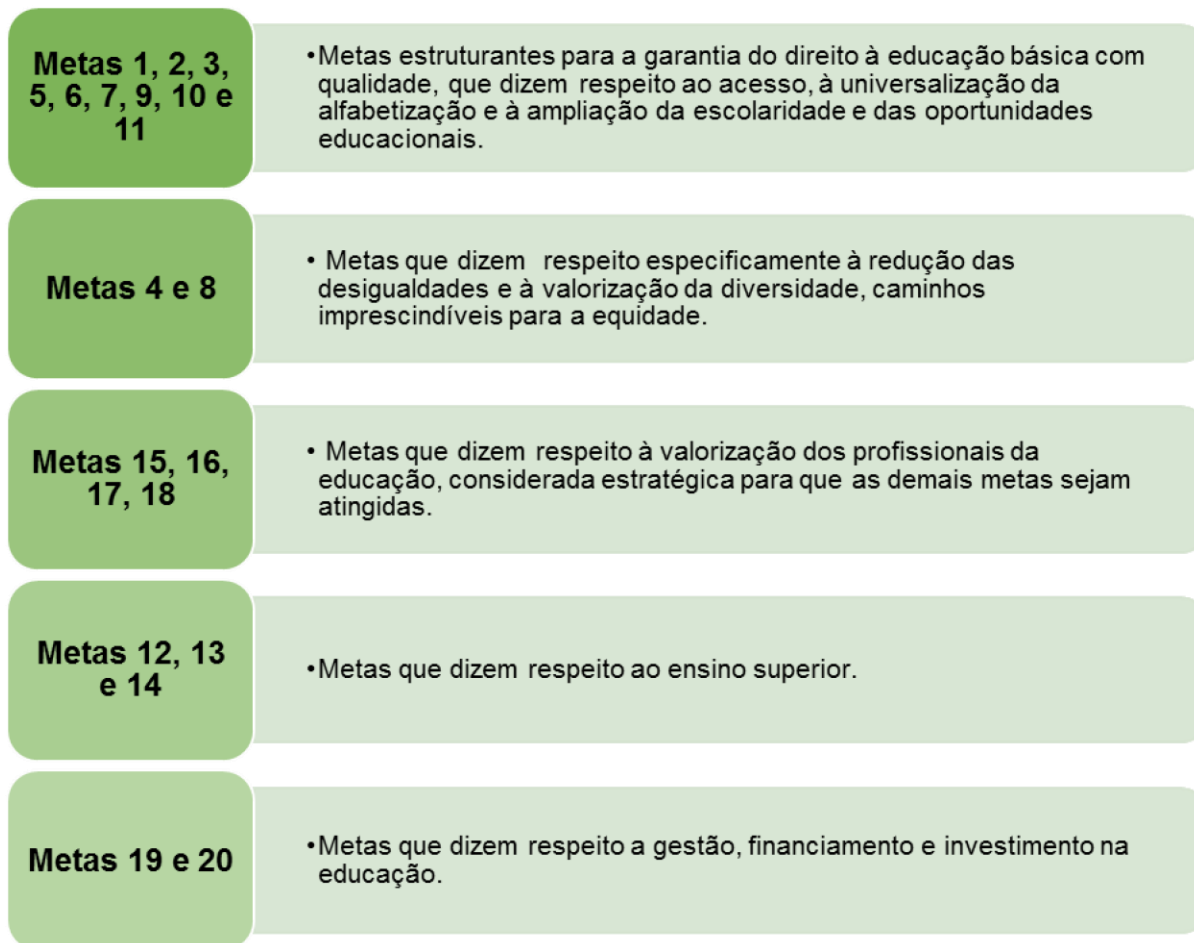 Metas 1, 2, 3,
5, 6, 7, 9, 10 e
11
•Metas estruturantes para a garantia do direito à educação básica com
qualidade, que dizem respeito ao acesso, à universalização da
alfabetização e à ampliação da escolaridade e das oportunidades
educacionais.
Metas 4 e 8
• Metas que dizem respeito especificamente à redução das
desigualdades e à valorização da diversidade, caminhos
imprescindíveis para a equidade.
Metas 15, 16,
17, 18
• Metas que dizem respeito à valorização dos profissionais da
educação, considerada estratégica para que as demais metas sejam
atingidas.
Metas 12, 13
e 14
•Metas que dizem respeito ao ensino superior.
Metas 19 e 20
•Metas que dizem respeito a gestão, financiamento e investimento na
educação.